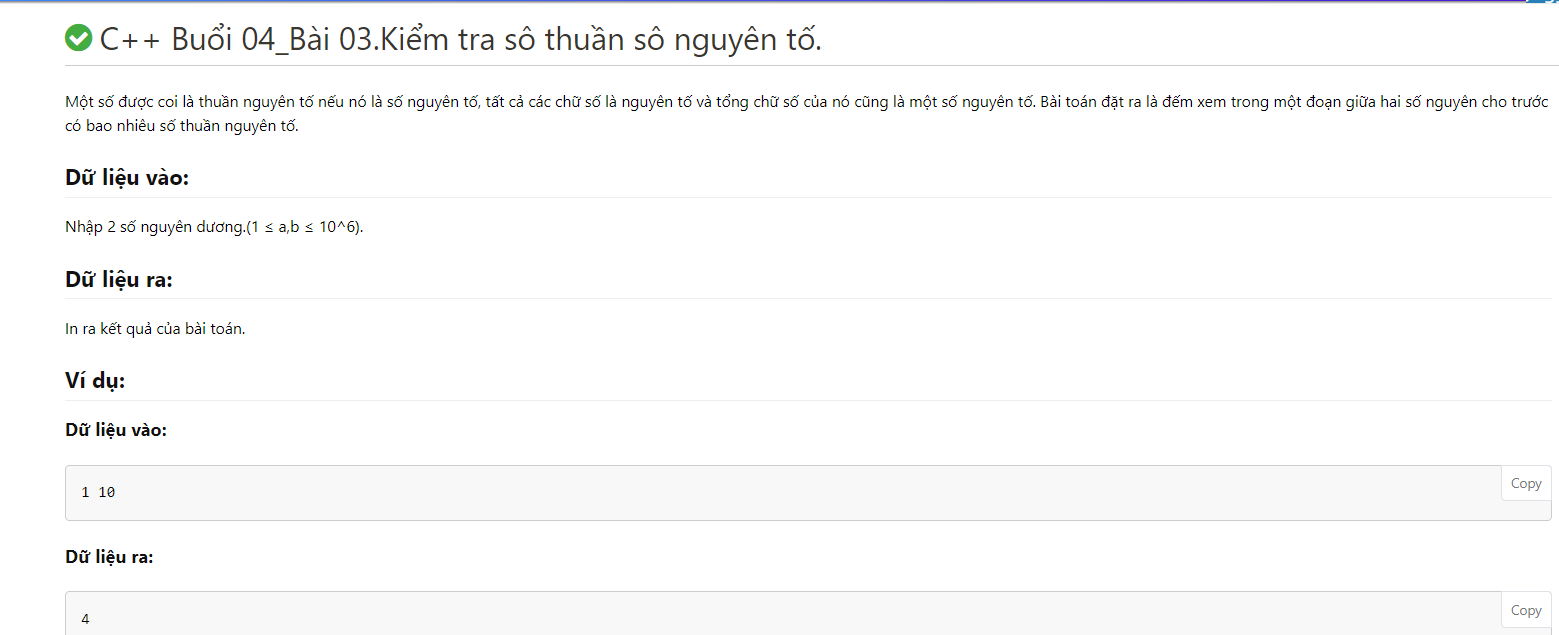 C++ Buổi 04_Bài 03.Kiểm tra sô thuần sô nguyên tố.
Một số được coi là thuần nguyên tố nếu nó là số nguyên tố, tất cả các chữ số là nguyên tố và tổng chữ số của nó cũng là một số nguyên tố. Bài toán đặt ra là đếm xem trong một đoạn giữa hai số nguyên cho trước
có bao nhiêu số thuần nguyên tố.
Dữ liệu vào:
Nhập 2 số nguyên dương.(1 ≤ a,b ≤ 10^6).
Dữ liệu ra:
In ra kết quả của bài toán.
Ví dụ:
Dữ liệu vào:
Copy
1 10
Dữ liệu ra:
Copy
4